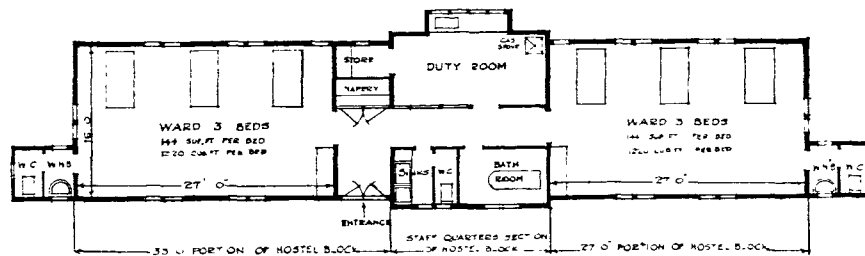 GAS
STOVE
STORE
DUTY ROOM
NAPERY
WARD 3 BEDS
144 SUP. FT PER BED
1220 CUB. FT PER BED
WARD 3 BEDS
144 SUP. FT PER BED
1220 CUB. FT PER BED
16' 0
W C
W H B
SINKS
W C
BATH
ROOM
W H B
W C
27' 0"
27' 0"
ENTRANCE
33' 0 PORTION OF HOSTEL BLOCK
STAFF QUARTERS SECTION
OF HOSTEL BLOCK
27' 0" PORTION OF HOSTEL BLOCK